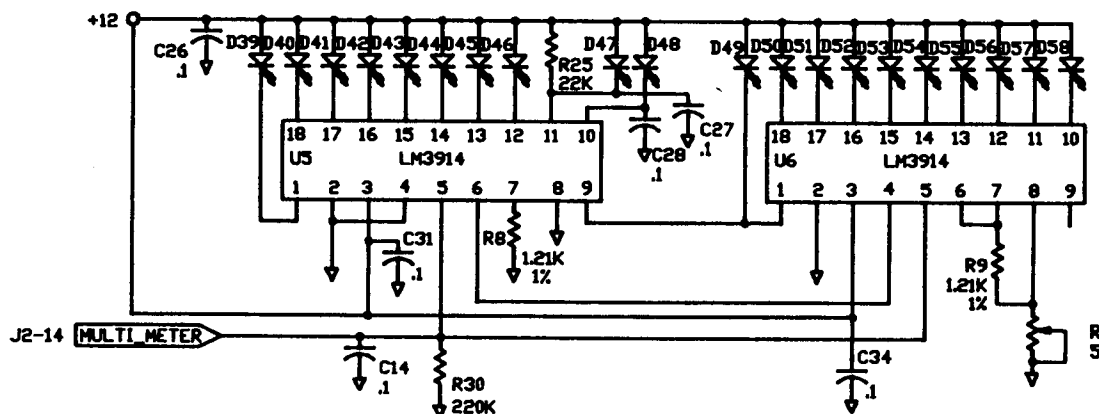 +12
C26
.1
D39 D40 D41 D42 D43 D44 D45 D46
R25
22K
D47 D48
D49 D50 D51 D52 D53 D54 D55 D56 D57 D58
18 17 16 15 14 13 12 11 10
U5 LM3914
1 2 3 4 5 6 7 8 9
C28
.1
C27
.1
18 17 16 15 14 13 12 11 10
U6 LM3914
1 2 3 4 5 6 7 8 9
C31
.1
R8
1.21K
1%
R9
1.21K
1%
J2-14 MULTI_METER
C14
.1
R30
220K
C34
.1
R